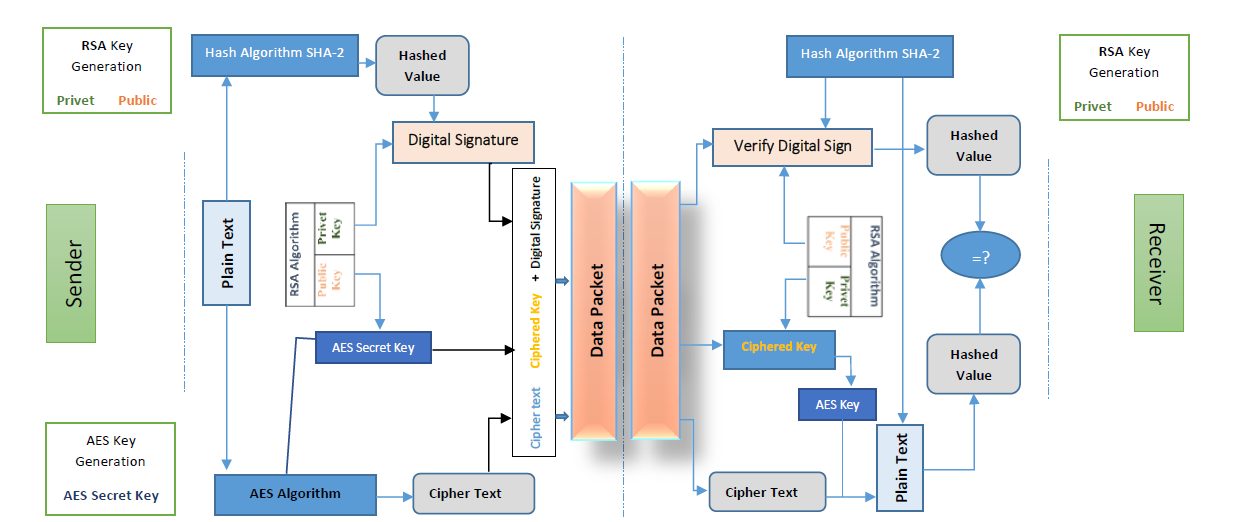 RSA Key
Generation
Privet Public
Hash Algorithm SHA-2
Hashed
Value
Digital Signature
Sender
Plain Text
RSA Algorithm
Privet
Key
Public
Key
AES Secret Key
AES Key
Generation
AES Secret Key
AES Algorithm
Cipher Text
Cipher text Ciphered Key + Digital Signature
Data Packet
Data Packet
Hash Algorithm SHA-2
Verify Digital Sign
Hashed
Value
RSA Algorithm
Public
Key
Privet
Key
=?
Ciphered Key
AES Key
Hashed
Value
Plain Text
Cipher Text
RSA Key
Generation
Privet Public
Receiver